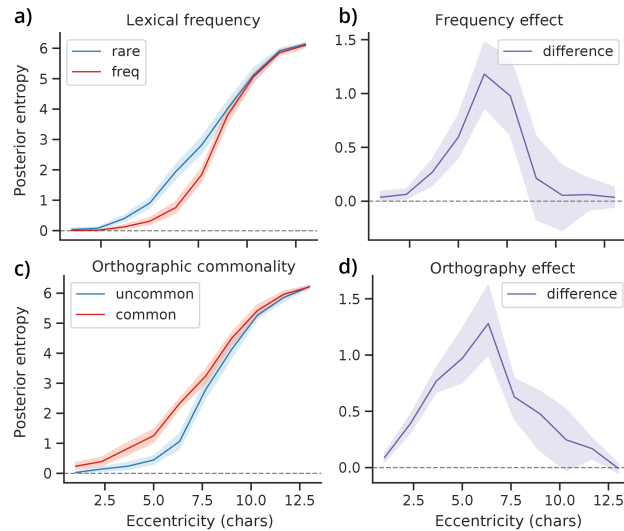 a)
Lexical frequency
rare
freq
Posterior entropy
6
5
4
3
2
1
0
b)
Frequency effect
difference
1.5
1.0
0.5
0.0
c)
Orthographic commonality
uncommon
common
Posterior entropy
6
5
4
3
2
1
0
2.5 5.0 7.5 10.0 12.5
Eccentricity (chars)
d)
Orthography effect
difference
1.5
1.0
0.5
0.0
2.5 5.0 7.5 10.0 12.5
Eccentricity (chars)